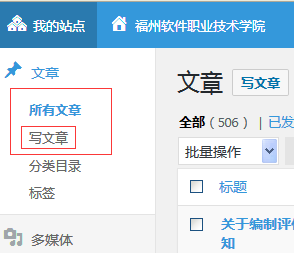 我的站点 福州软件职业技术学院
文章
所有文章
写文章
分类目录
标签
多媒体
文章 写文章
全部（506） | 已发
批量操作
标题
关于编制评
知